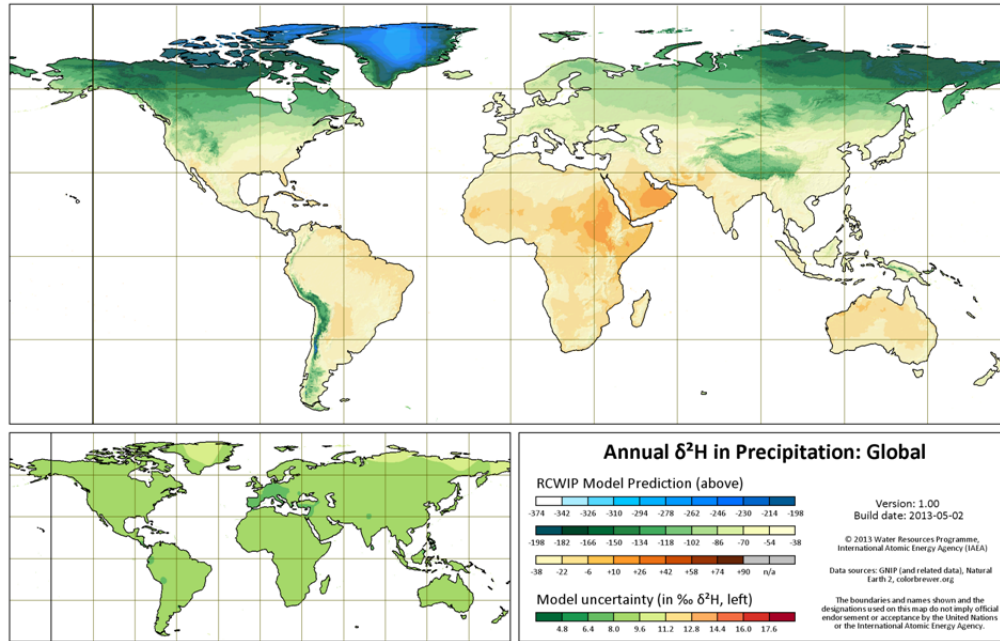 Annual δ²H in Precipitation: Global
RCWIP Model Prediction (above)
-374 -342 -326 -310 -294 -278 -262 -246 -230 -214 -198
-198 -182 -166 -150 -134 -118 -102 -86 -70 -54 -38
-38 -22 -6 +10 +26 +42 +58 +74 +90 n/a
Model uncertainty (in ‰ δ²H, left)
4.8 6.4 8.0 9.6 11.2 12.8 14.4 16.0 17.6
Version: 1.00
Build date: 2013-05-02
© 2013 Water Resources Programme,
International Atomic Energy Agency (IAEA)
Data sources: GNIP (and related data), Natural
Earth 2, colorbrewer.org
The boundaries and names shown and the
designations used on this map do not imply official
endorsement or acceptance by the United Nations
or the International Atomic Energy Agency.